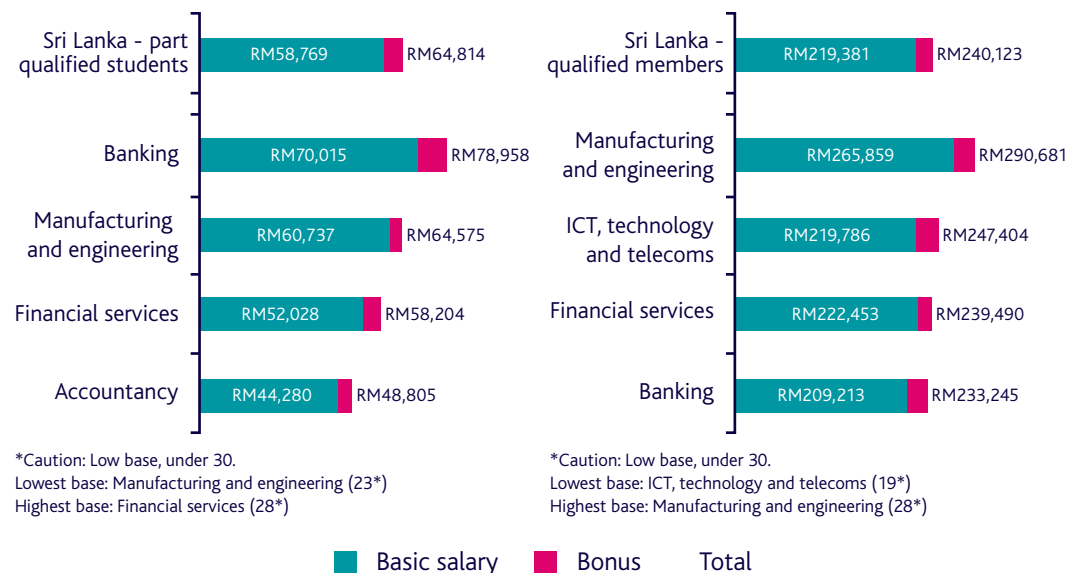 Sri Lanka - part
qualified students
RM58,769
RM64,814
Banking
RM70,015
RM78,958
Manufacturing
and engineering
RM60,737
RM64,575
Financial services
RM52,028
RM58,204
Accountancy
RM44,280
RM48,805
*Caution: Low base, under 30.
Lowest base: Manufacturing and engineering (23*)
Highest base: Financial services (28*)
Sri Lanka -
qualified members
RM219,381
RM240,123
Manufacturing
and engineering
RM265,859
RM290,681
ICT, technology
and telecoms
RM219,786
RM247,404
Financial services
RM222,453
RM239,490
Banking
RM209,213
RM233,245
*Caution: Low base, under 30.
Lowest base: ICT, technology and telecoms (19*)
Highest base: Manufacturing and engineering (28*)
Basic salary
Bonus
Total